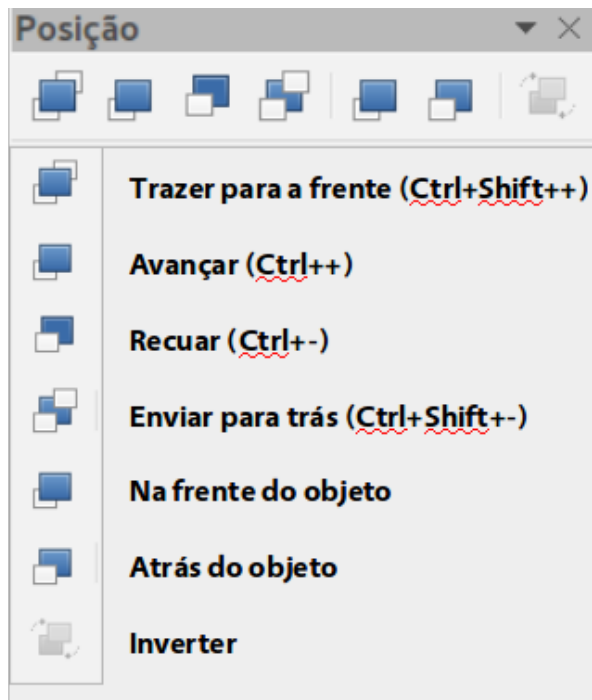 Posição
Trazer para a frente (Ctrl+Shift++)
Avançar (Ctrl++)
Recuar (Ctrl+-)
Enviar para trás (Ctrl+Shift+-)
Na frente do objeto
Atrás do objeto
Inverter